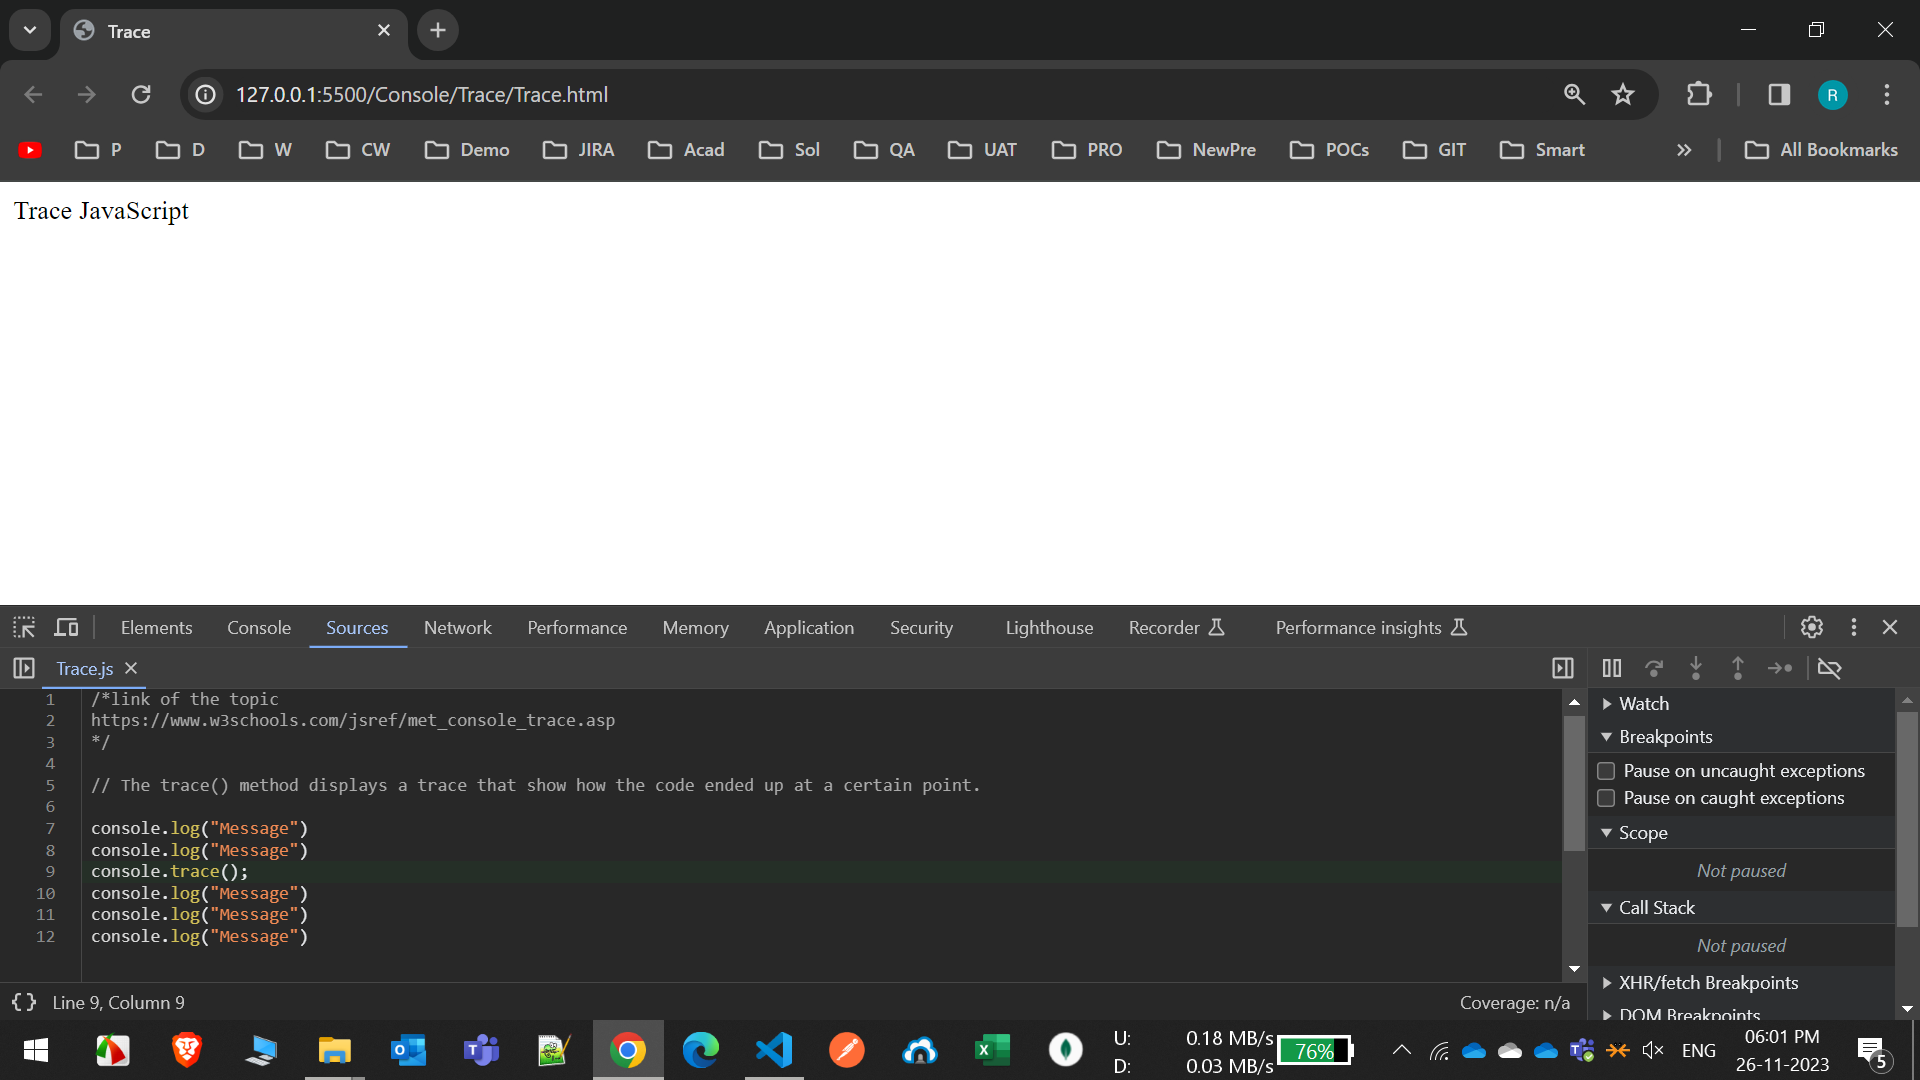 Trace
127.0.0.1:5500/Console/Trace/Trace.html
R
P D W CW Demo JIRA Acad Sol QA UAT PRO NewPre POCs GIT Smart » All Bookmarks
Trace JavaScript
Elements Console Sources Network Performance Memory Application Security Lighthouse Recorder Performance insights
Trace.js
1 /*link of the topic
2 https://www.w3schools.com/jsref/met_console_trace.asp
3 */
4
5 // The trace() method displays a trace that show how the code ended up at a certain point.
6
7 console.log("Message")
8 console.log("Message")
9 console.trace();
10 console.log("Message")
11 console.log("Message")
12 console.log("Message")
{} Line 9, Column 9
Coverage: n/a
Watch
Breakpoints
Pause on uncaught exceptions
Pause on caught exceptions
Scope
Not paused
Call Stack
Not paused
XHR/fetch Breakpoints
DOM Breakpoints
U: 0.18 MB/s
D: 0.03 MB/s
76%
ENG
06:01 PM
26-11-2023
5